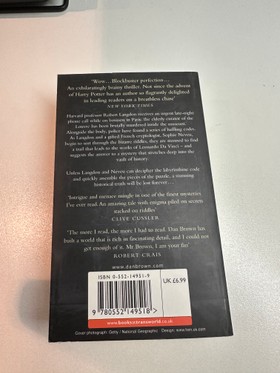 'Wow... Blockbuster perfection...
An exhilaratingly brainy thriller. Not since the advent
of Harry Potter has an author so flagrantly delighted
in leading readers on a breathless chase'
NEW YORK TIMES
Harvard professor Robert Langdon receives an urgent late-night
phone call while on business in Paris: the elderly curator of the
Louvre has been brutally murdered inside the museum.
Alongside the body, police have found a series of baffling codes.
As Langdon and a gifted French cryptologist, Sophie Neveu,
begin to sort through the bizarre riddles, they are stunned to find
a trail that leads to the works of Leonardo Da Vinci - and
suggests the answer to a mystery that stretches deep into the
vault of history.
Unless Langdon and Neveu can decipher the labyrinthine code
and quickly assemble the pieces of the puzzle, a stunning
historical truth will be lost forever...
'Intrigue and menace mingle in one of the finest mysteries
I've ever read. An amazing tale with enigma piled on secrets
stacked on riddles'
CLIVE CUSSLER
'The more I read, the more I had to read. Dan Brown has
built a world that is rich in fascinating detail, and I could not
get enough of it. Mr Brown, I am your fan'
ROBERT CRAIS
www.danbrown.com
ISBN 0-552-14951-9
UK £6.99
9 780552 149518 >
www.booksattransworld.co.uk